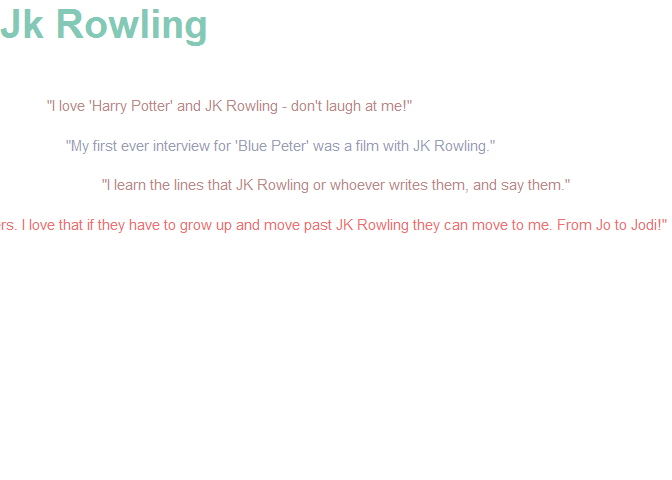 Jk Rowling
"I love 'Harry Potter' and JK Rowling - don't laugh at me!"
"My first ever interview for 'Blue Peter' was a film with JK Rowling."
"I learn the lines that JK Rowling or whoever writes them, and say them."
I love that if they have to grow up and move past JK Rowling they can move to me. From Jo to Jodi!"